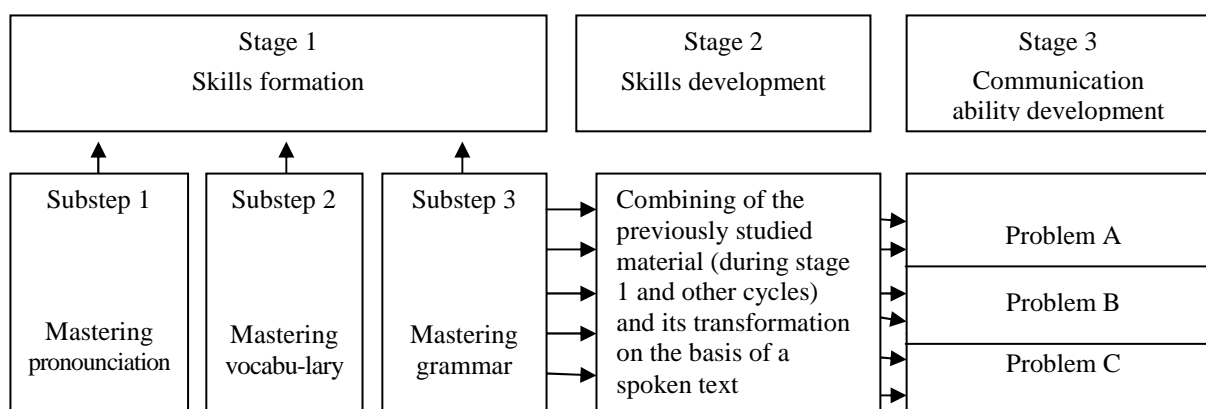 Stage 1
Skills formation
Stage 2
Skills development
Stage 3
Communication
ability development
Substep 1
Mastering
pronounciation
Substep 2
Mastering
vocabu-lary
Substep 3
Mastering
grammar
Combining of the
previously studied
material (during stage
1 and other cycles)
and its transformation
on the basis of a
spoken text
Problem A
Problem B
Problem C